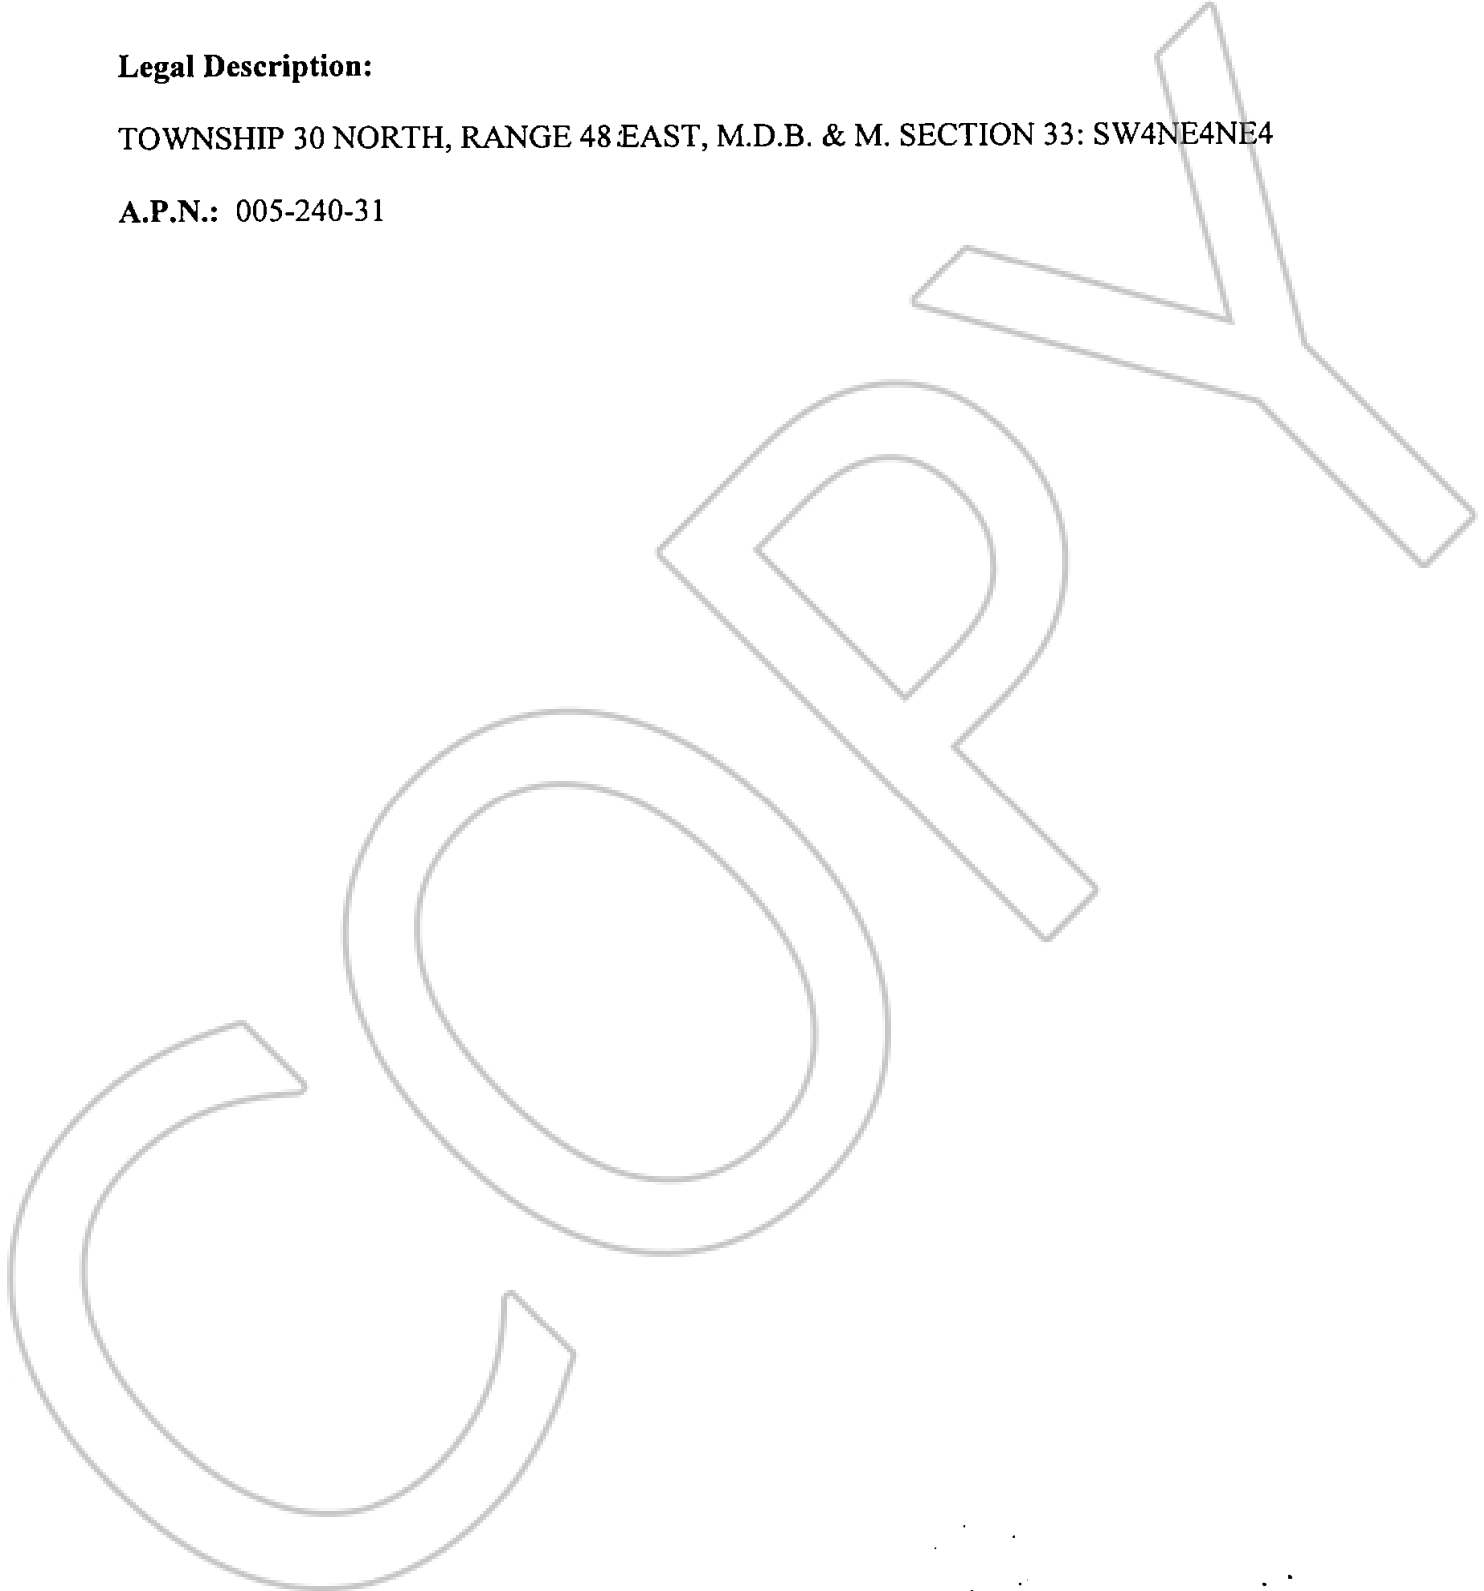 Legal Description:
TOWNSHIP 30 NORTH, RANGE 48 EAST, M.D.B. & M. SECTION 33: SW4NE4NE4
A.P.N.: 005-240-31
COPY